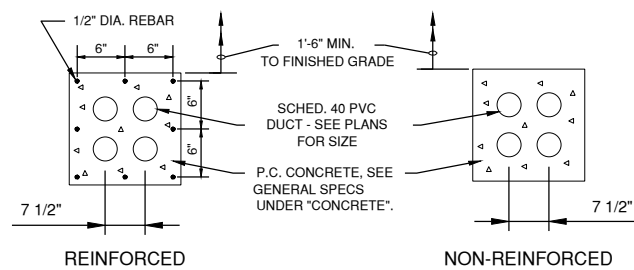 1/2" DIA. REBAR
6"
6"
1'-6" MIN.
TO FINISHED GRADE
6"
6"
SCHED. 40 PVC
DUCT - SEE PLANS
FOR SIZE
P.C. CONCRETE, SEE
GENERAL SPECS
UNDER "CONCRETE".
7 1/2"
7 1/2"
REINFORCED
NON-REINFORCED